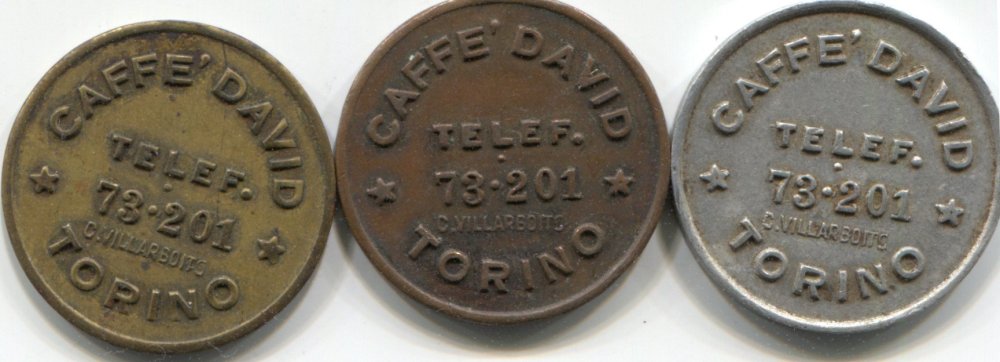 CAFFE' DAVID
TELEF.
73·201
C.VILLARBOITO
TORINO
CAFFE' DAVID
TELEF.
73·201
C.VILLARBOITO
TORINO
CAFFE' DAVID
TELEF.
73·201
C.VILLARBOITO
TORINO